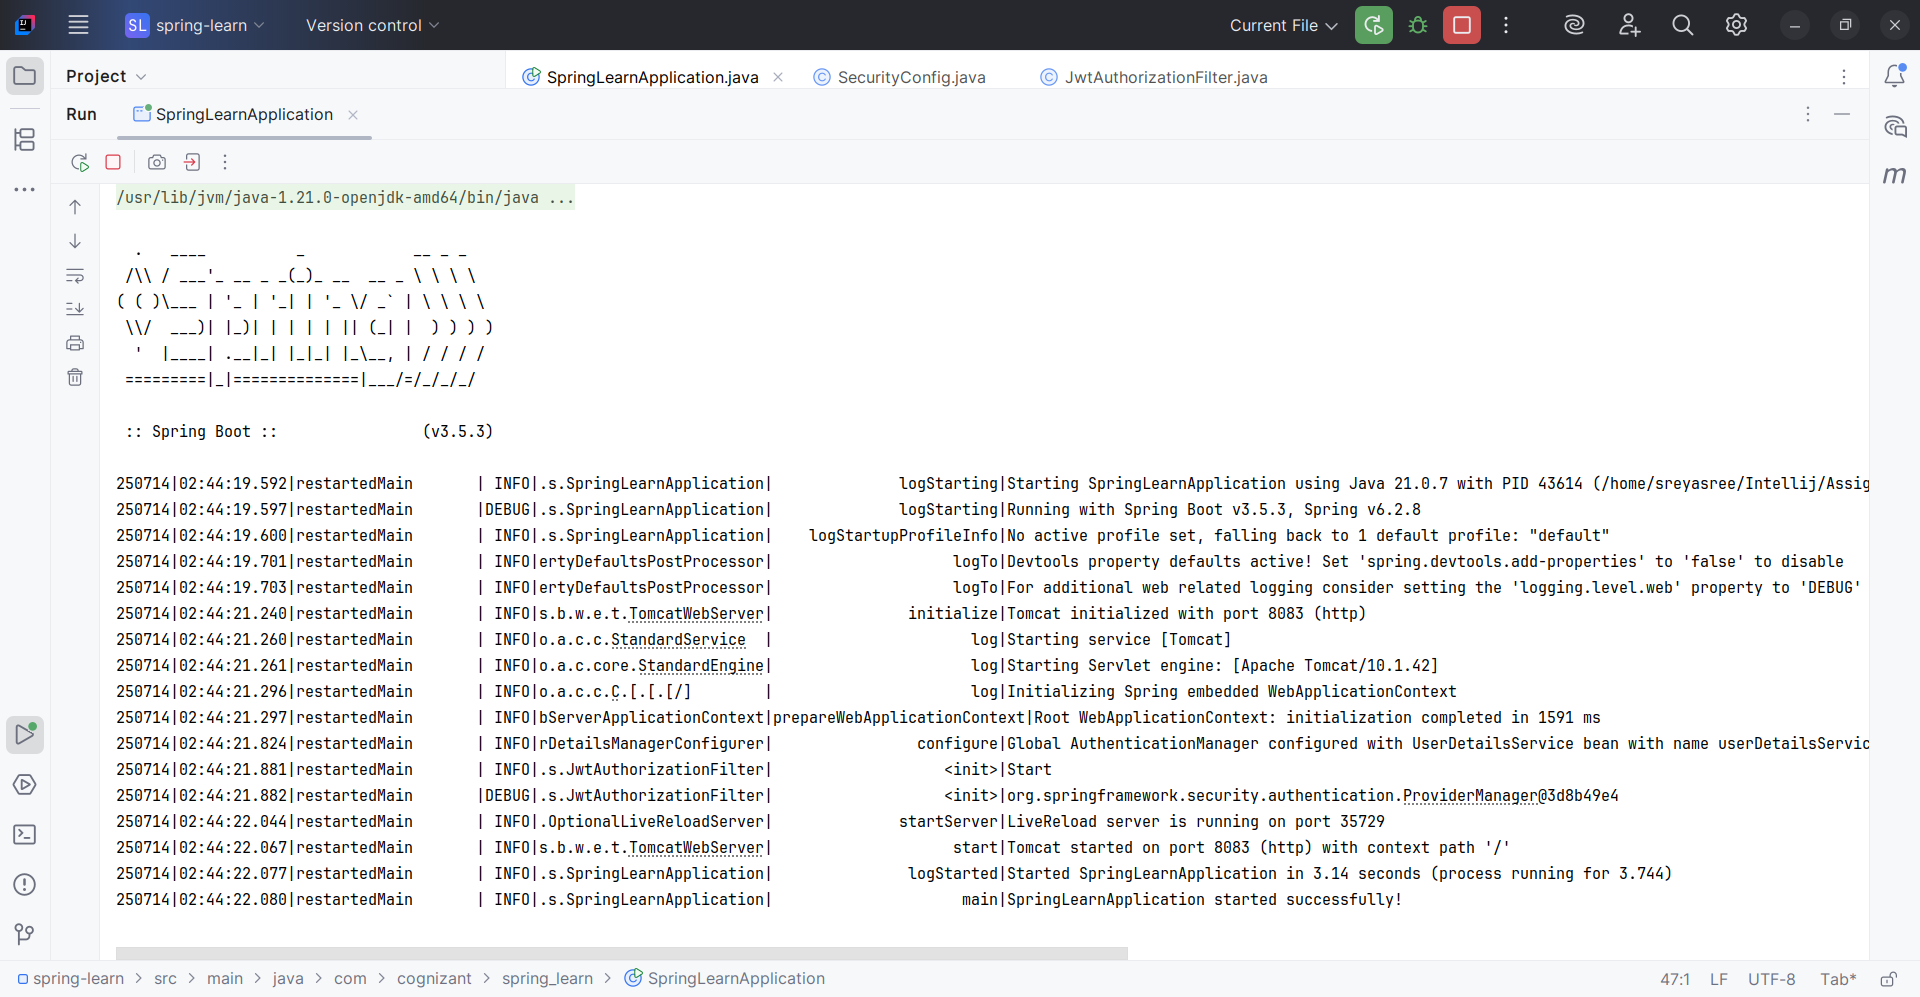 SL spring-learn Version control Current File
Project SpringLearnApplication.java SecurityConfig.java JwtAuthorizationFilter.java
Run SpringLearnApplication
/usr/lib/jvm/java-1.21.0-openjdk-amd64/bin/java ...
  .   ____          _            __ _ _
 /\\ / ___'_ __ _ _(_)_ __  __ _ \ \ \ \
( ( )\___ | '_ | '_| | '_ \/ _` | \ \ \ \
 \\/  ___)| |_)| | | | | || (_| |  ) ) ) )
  '  |____| .__|_| |_|_| |_\__, | / / / /
 =========|_|==============|___/=/_/_/_/
 :: Spring Boot ::                (v3.5.3)
250714|02:44:19.592|restartedMain       | INFO|.s.SpringLearnApplication|              logStarting|Starting SpringLearnApplication using Java 21.0.7 with PID 43614 (/home/sreyasree/Intellij/Assig
250714|02:44:19.597|restartedMain       |DEBUG|.s.SpringLearnApplication|              logStarting|Running with Spring Boot v3.5.3, Spring v6.2.8
250714|02:44:19.600|restartedMain       | INFO|.s.SpringLearnApplication|    logStartupProfileInfo|No active profile set, falling back to 1 default profile: "default"
250714|02:44:19.701|restartedMain       | INFO|ertyDefaultsPostProcessor|                    logTo|Devtools property defaults active! Set 'spring.devtools.add-properties' to 'false' to disable
250714|02:44:19.703|restartedMain       | INFO|ertyDefaultsPostProcessor|                    logTo|For additional web related logging consider setting the 'logging.level.web' property to 'DEBUG'
250714|02:44:21.240|restartedMain       | INFO|s.b.w.e.t.TomcatWebServer|               initialize|Tomcat initialized with port 8083 (http)
250714|02:44:21.260|restartedMain       | INFO|o.a.c.c.StandardService  |                      log|Starting service [Tomcat]
250714|02:44:21.261|restartedMain       | INFO|o.a.c.core.StandardEngine|                      log|Starting Servlet engine: [Apache Tomcat/10.1.42]
250714|02:44:21.296|restartedMain       | INFO|o.a.c.c.C.[.[.[/]        |                      log|Initializing Spring embedded WebApplicationContext
250714|02:44:21.297|restartedMain       | INFO|bServerApplicationContext|prepareWebApplicationContext|Root WebApplicationContext: initialization completed in 1591 ms
250714|02:44:21.824|restartedMain       | INFO|rDetailsManagerConfigurer|                configure|Global AuthenticationManager configured with UserDetailsService bean with name userDetailsServic
250714|02:44:21.881|restartedMain       | INFO|.s.JwtAuthorizationFilter|                   <init>|Start
250714|02:44:21.882|restartedMain       |DEBUG|.s.JwtAuthorizationFilter|                   <init>|org.springframework.security.authentication.ProviderManager@3d8b49e4
250714|02:44:22.044|restartedMain       | INFO|.OptionalLiveReloadServer|              startServer|LiveReload server is running on port 35729
250714|02:44:22.067|restartedMain       | INFO|s.b.w.e.t.TomcatWebServer|                    start|Tomcat started on port 8083 (http) with context path '/'
250714|02:44:22.077|restartedMain       | INFO|.s.SpringLearnApplication|               logStarted|Started SpringLearnApplication in 3.14 seconds (process running for 3.744)
250714|02:44:22.080|restartedMain       | INFO|.s.SpringLearnApplication|                     main|SpringLearnApplication started successfully!
spring-learn > src > main > java > com > cognizant > spring_learn > SpringLearnApplication 47:1 LF UTF-8 Tab*